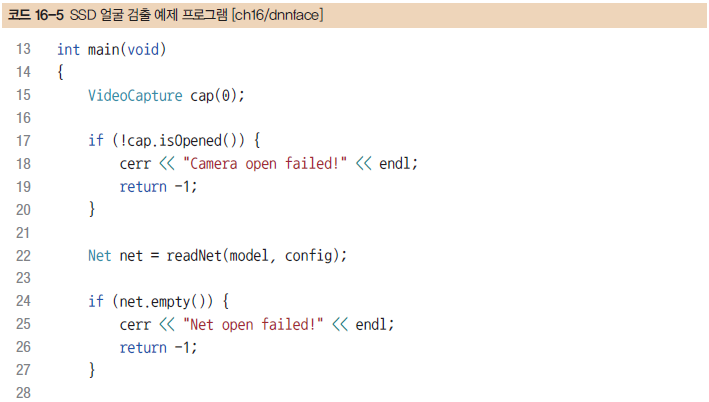 코드 16-5 SSD 얼굴 검출 예제 프로그램 [ch16/dnnface]
13 int main(void)
14 {
15 VideoCapture cap(0);
16
17 if (!cap.isOpened()) {
18 cerr << "Camera open failed!" << endl;
19 return -1;
20 }
21
22 Net net = readNet(model, config);
23
24 if (net.empty()) {
25 cerr << "Net open failed!" << endl;
26 return -1;
27 }
28